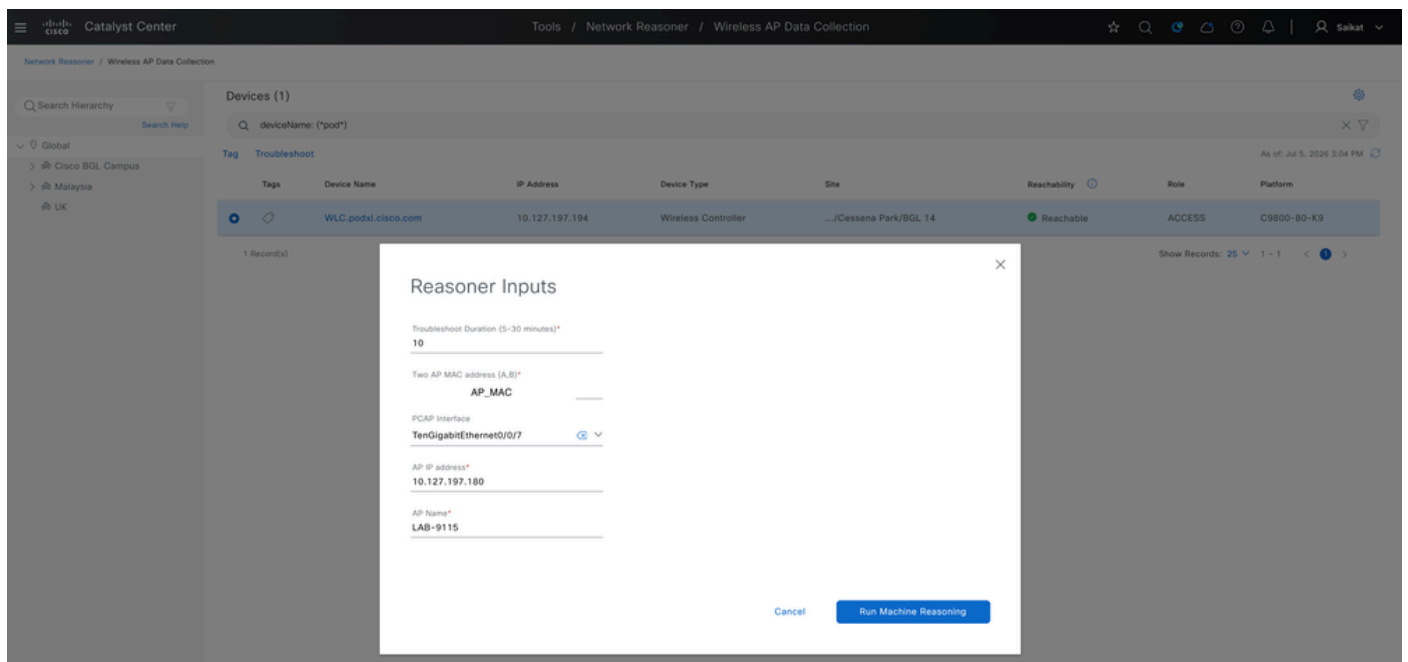 cisco Catalyst Center
Tools / Network Reasoner / Wireless AP Data Collection
Saikat
Network Reasoner / Wireless AP Data Collection
Search Hierarchy
Search Help
Global
Cisco BGL Campus
Malaysia
UK
Devices (1)
deviceName: (*pod*)
Tag Troubleshoot
As of: Jul 5, 2026 3:04 PM
Tags Device Name IP Address Device Type Site Reachability Role Platform
WLC.podxl.cisco.com 10.127.197.194 Wireless Controller .../Cessena Park/BGL 14 Reachable ACCESS C9800-80-K9
1 Record(s)
Show Records: 25 1 - 1 1
Reasoner Inputs
Troubleshoot Duration (5-30 minutes)*
10
Two AP MAC address (A,B)*
AP_MAC
PCAP Interface
TenGigabitEthernet0/0/7
AP IP address*
10.127.197.180
AP Name*
LAB-9115
Cancel Run Machine Reasoning